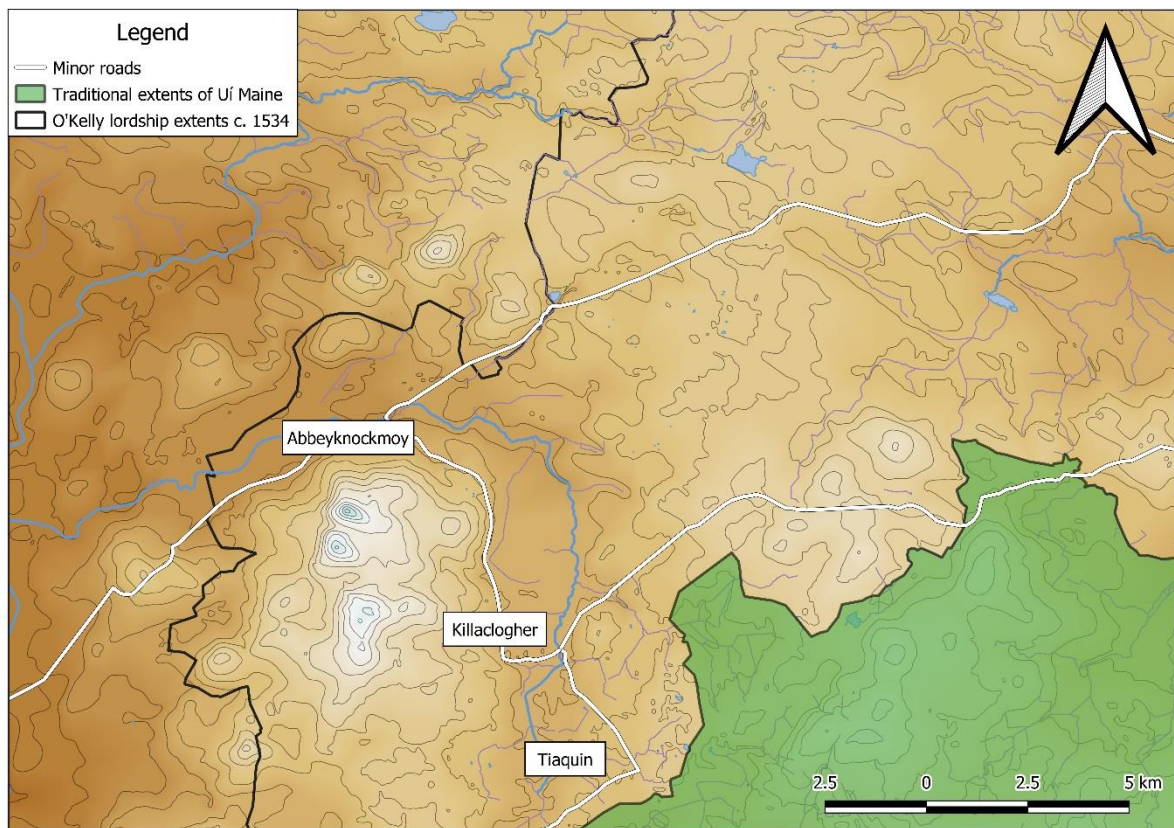 Legend
Minor roads
Traditional extents of Uí Maine
O'Kelly lordship extents c. 1534
Abbeyknockmoy
Killaclogher
Tiaquin
2.5 0 2.5 5 km